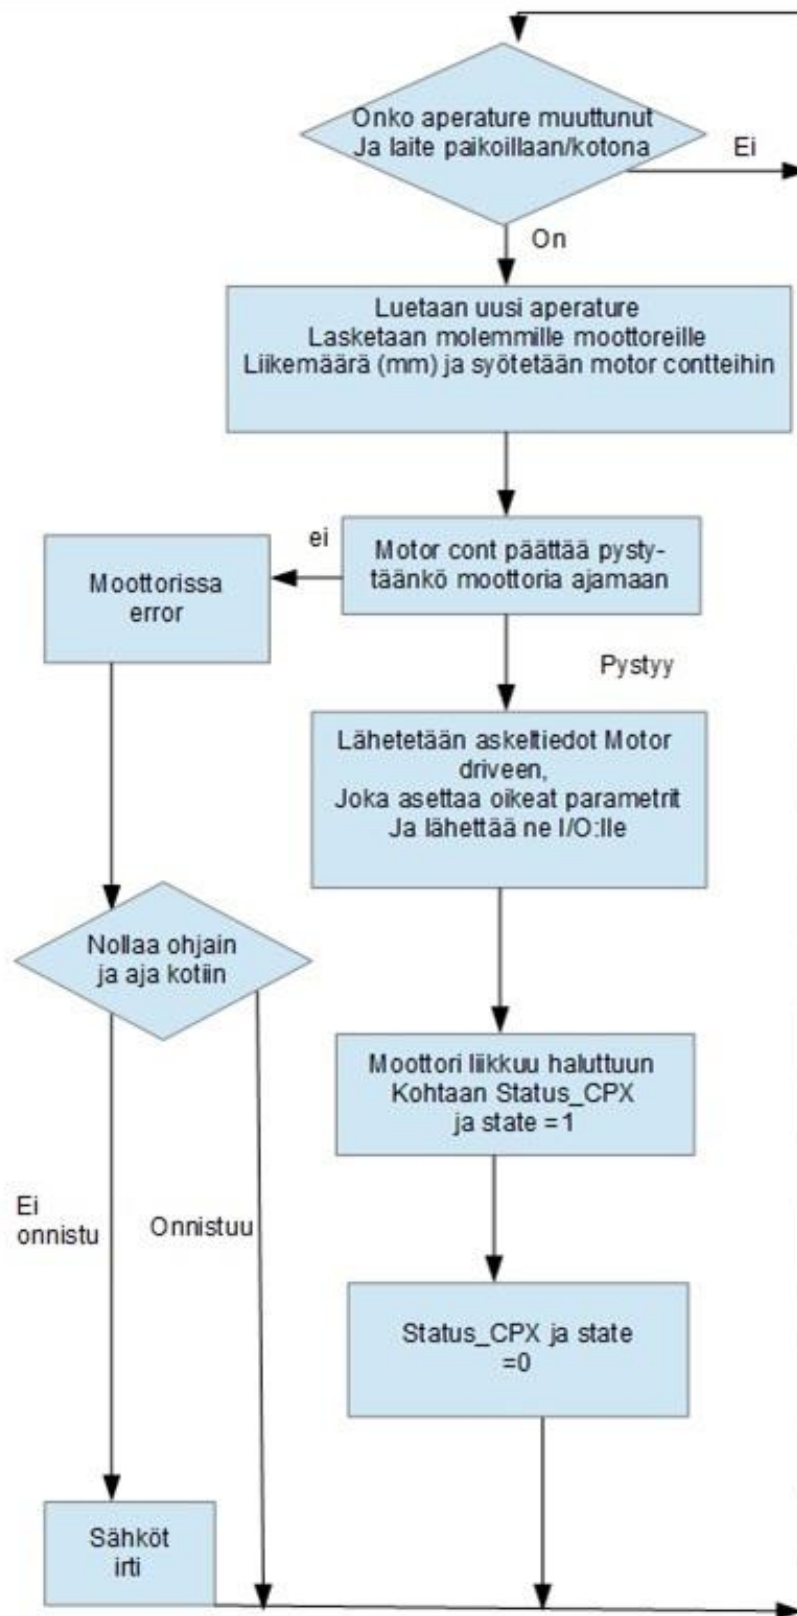 Onko aperature muuttunut
Ja laite paikoillaan/kotona
Ei
On
Luetaan uusi aperature
Lasketaan molemmille moottoreille
Liikemäärä (mm) ja syötetään motor contteihin
ei
Motor cont päättää pysty-
täänkö moottoria ajamaan
Moottorissa
error
Pystyy
Lähetetään askeltiedot Motor
driveen,
Joka asettaa oikeat parametrit
Ja lähettää ne I/O:lle
Nollaa ohjain
ja aja kotiin
Moottori liikkuu haluttuun
Kohtaan Status_CPX
ja state =1
Ei
onnistu
Onnistuu
Status_CPX ja state
=0
Sähköt
irti